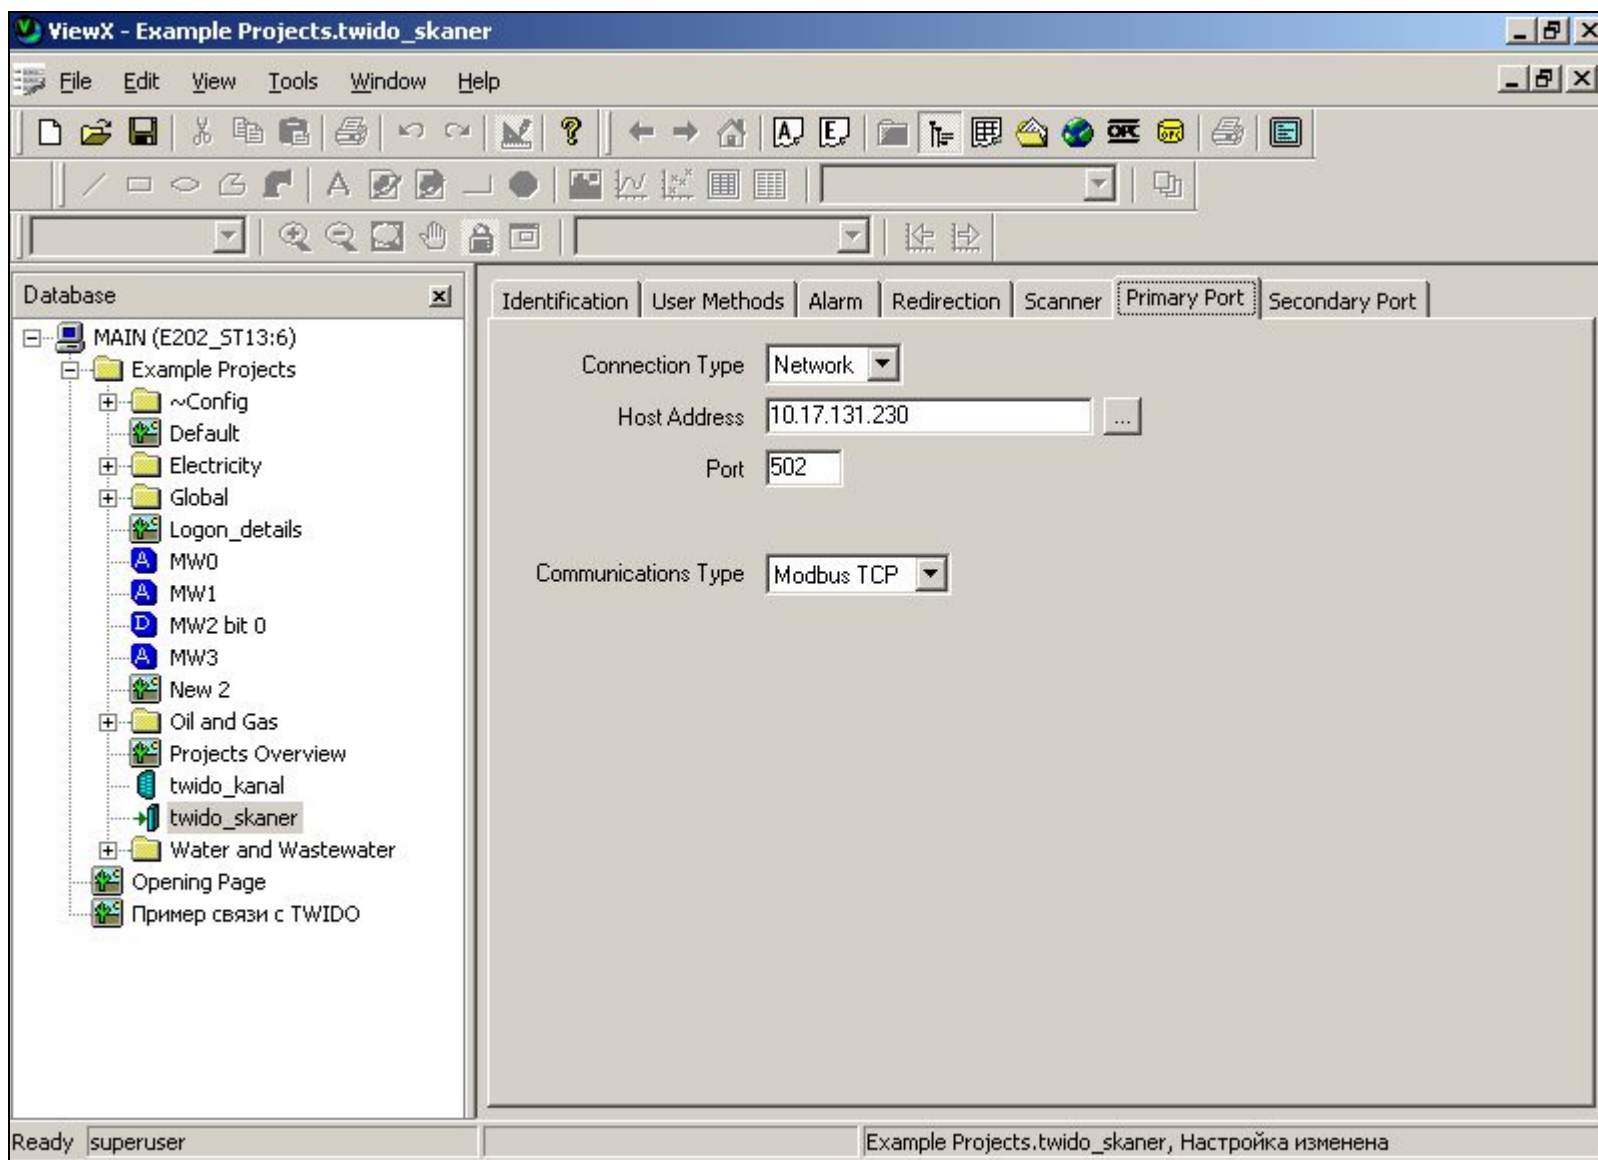 ViewX - Example Projects.twido_skaner
File Edit View Tools Window Help
Database
MAIN (E202_ST13:6)
Example Projects
~Config
Default
Electricity
Global
Logon_details
A MW0
A MW1
D MW2 bit 0
A MW3
New 2
Oil and Gas
Projects Overview
twido_kanal
twido_skaner
Water and Wastewater
Opening Page
Пример связи с TWIDO
Identification User Methods Alarm Redirection Scanner Primary Port Secondary Port
Connection Type Network
Host Address 10.17.131.230 ...
Port 502
Communications Type Modbus TCP
Ready superuser Example Projects.twido_skaner, Настройка изменена